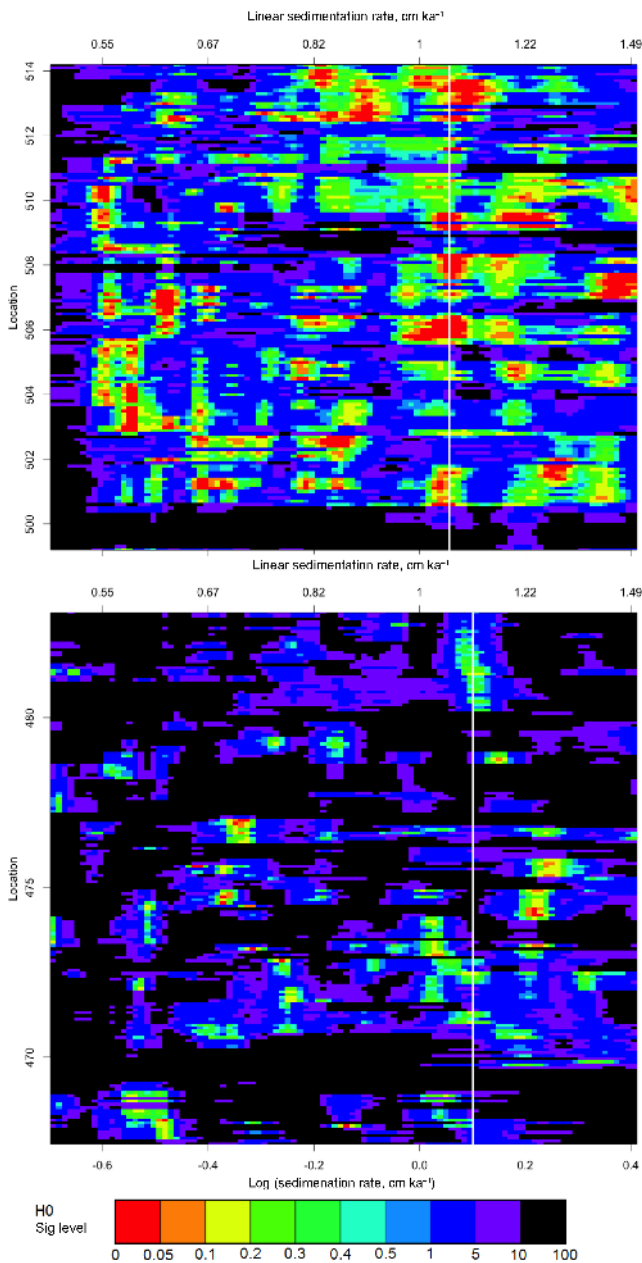 Linear sedimentation rate, cm ka⁻¹
0.55 0.67 0.82 1 1.22 1.49
514
512
510
508
506
504
502
500
Location
Linear sedimentation rate, cm ka⁻¹
0.55 0.67 0.82 1 1.22 1.49
480
475
470
Location
-0.6 -0.4 -0.2 0.0 0.2 0.4
Log (sedimenation rate, cm ka⁻¹)
H0
Sig level
0 0.05 0.1 0.2 0.3 0.4 0.5 1 5 10 100